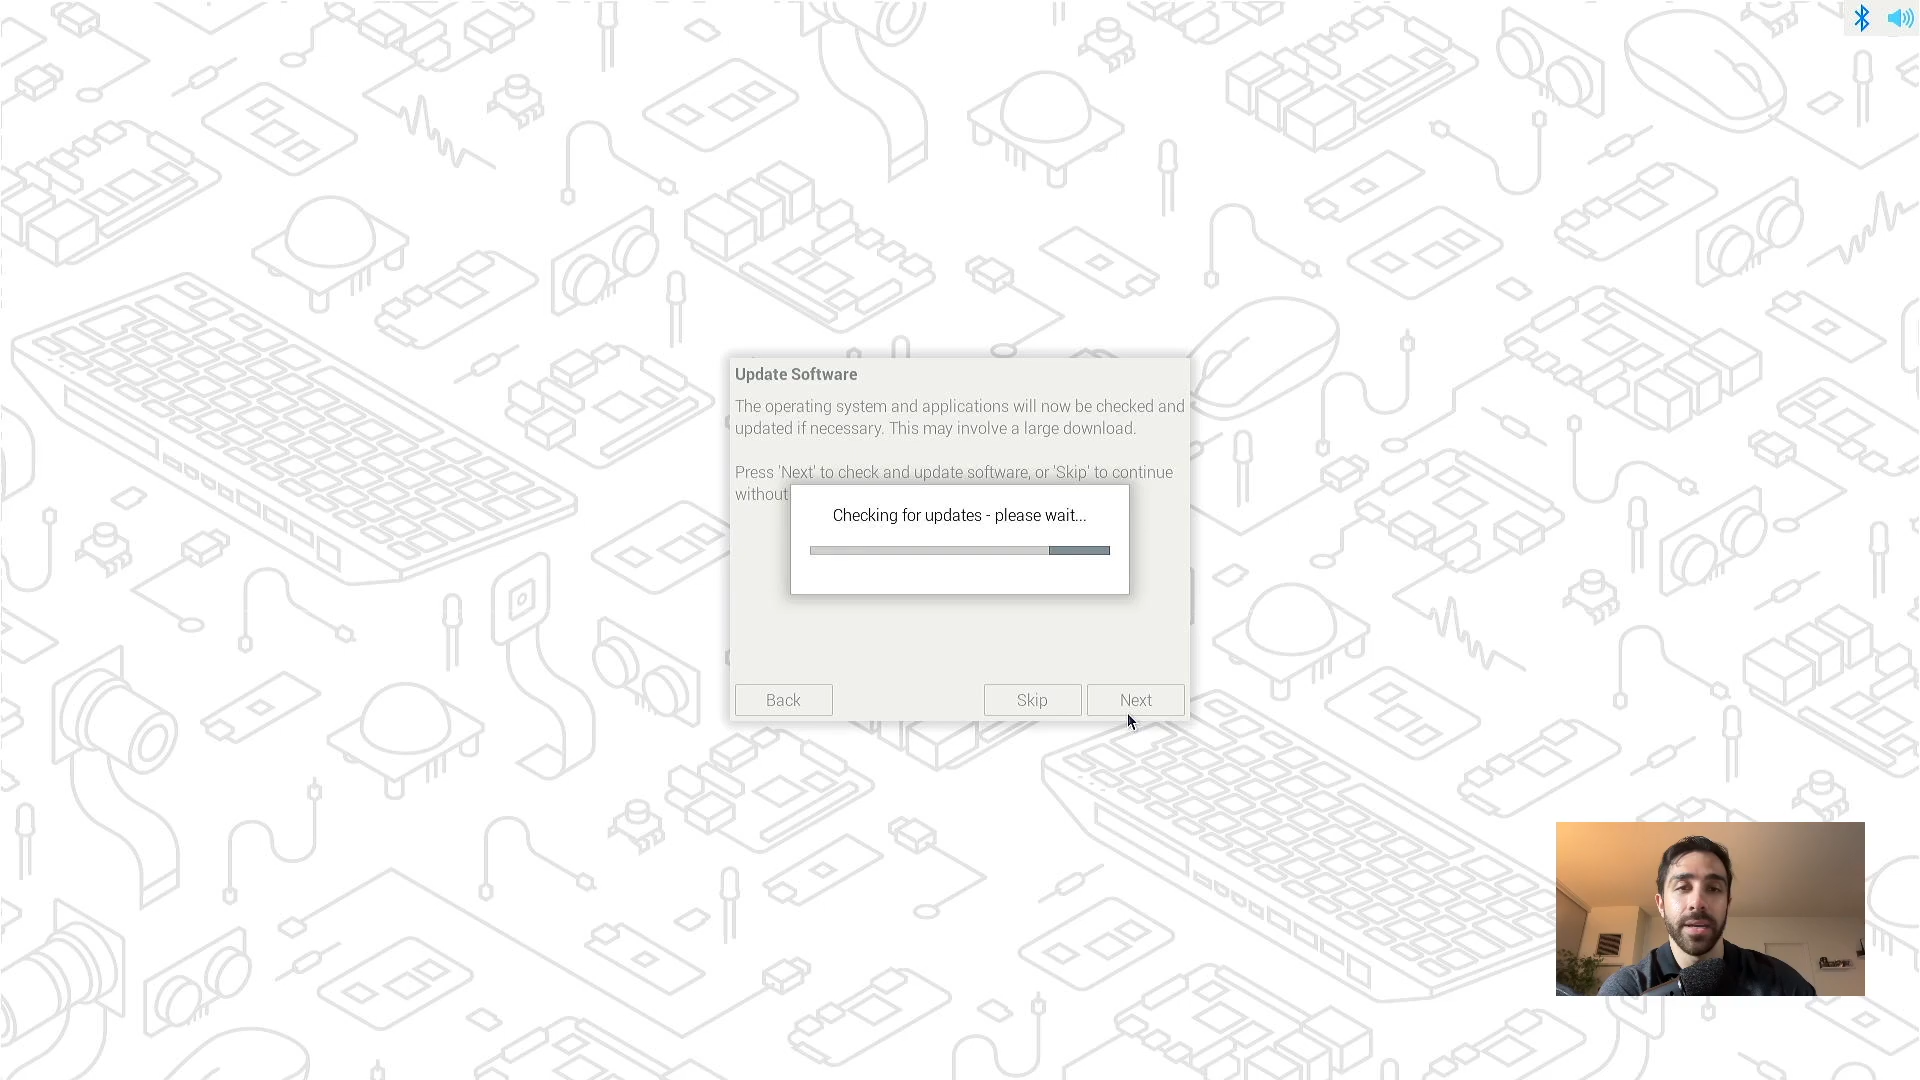 Update Software
The operating system and applications will now be checked and
updated if necessary. This may involve a large download.
Press 'Next' to check and update software, or 'Skip' to continue
without
Checking for updates - please wait...
Back
Skip
Next